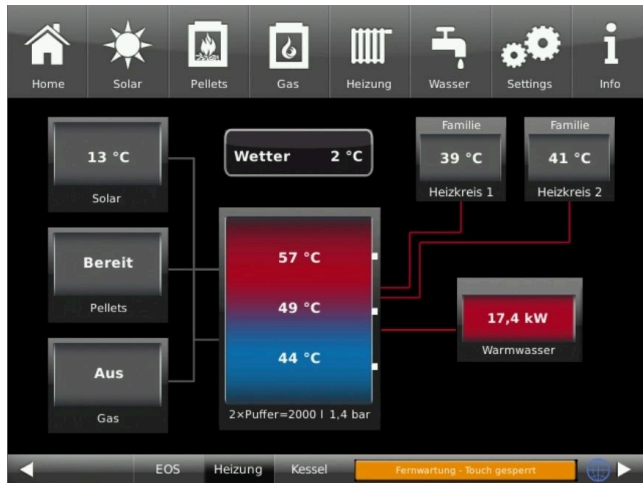 Home Solar Pellets Gas Heizung Wasser Settings Info
13 °C
Solar
Wetter 2 °C
Familie
39 °C
Heizkreis 1
Familie
41 °C
Heizkreis 2
Bereit
Pellets
57 °C
49 °C
44 °C
2×Puffer=2000 l 1,4 bar
17,4 kW
Warmwasser
Aus
Gas
EOS Heizung Kessel Fernwartung - Touch gesperrt